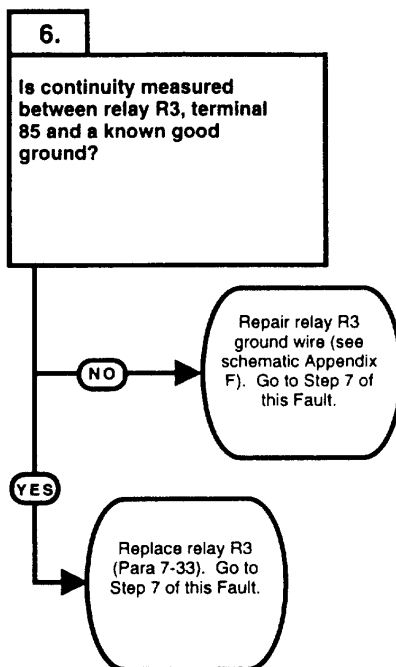 6.
Is continuity measured
between relay R3, terminal
85 and a known good
ground?
NO
Repair relay R3
ground wire (see
schematic Appendix
F). Go to Step 7 of
this Fault.
YES
Replace relay R3
(Para 7-33). Go to
Step 7 of this Fault.